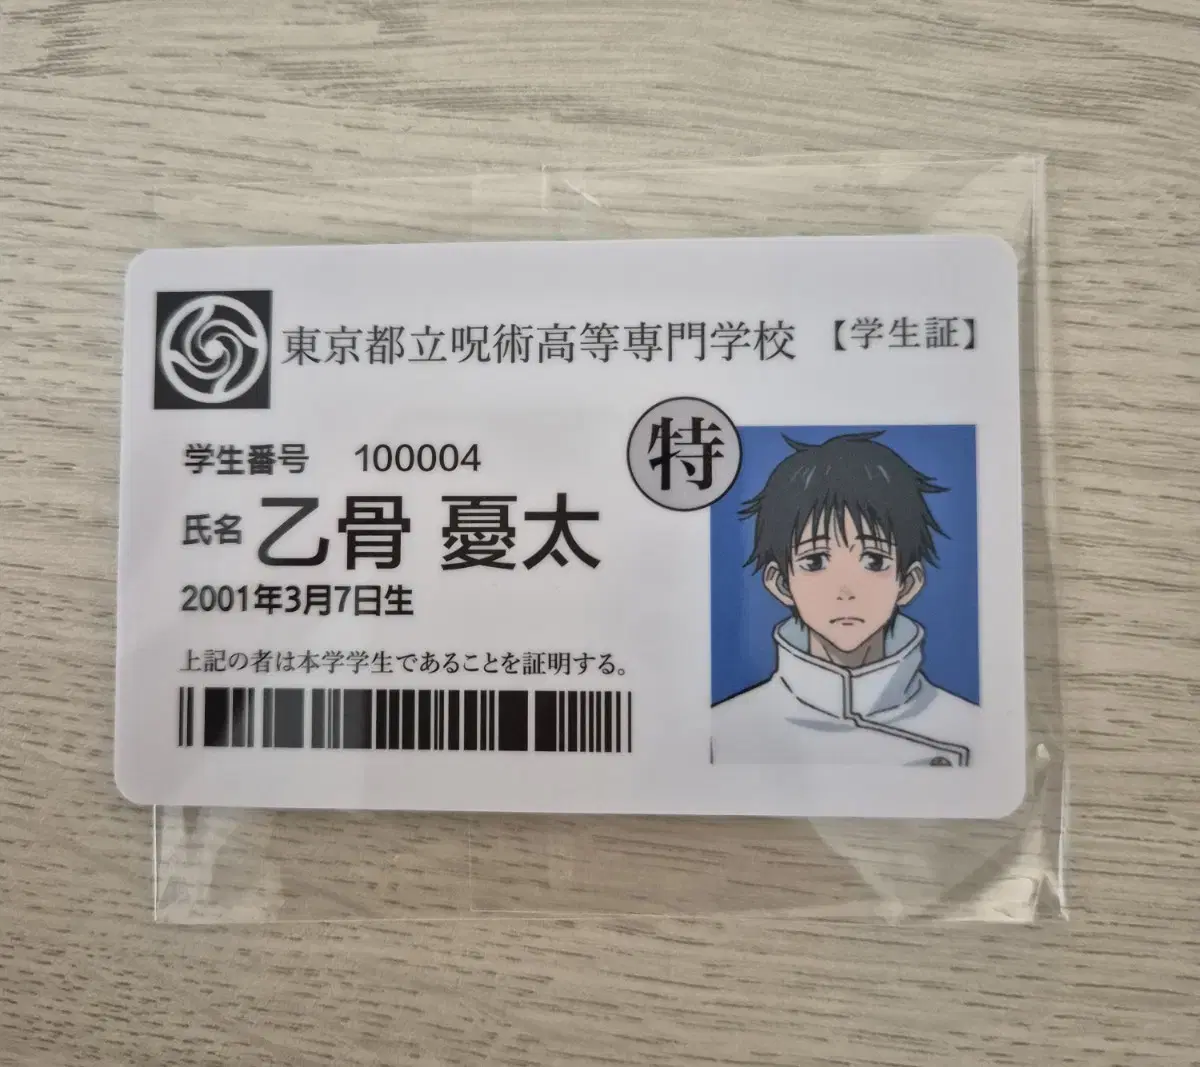 東京都立呪術高等専門学校 【学生証】
特
学生番号 100004
氏名 乙骨 憂太
2001年3月7日生
上記の者は本学学生であることを証明する。